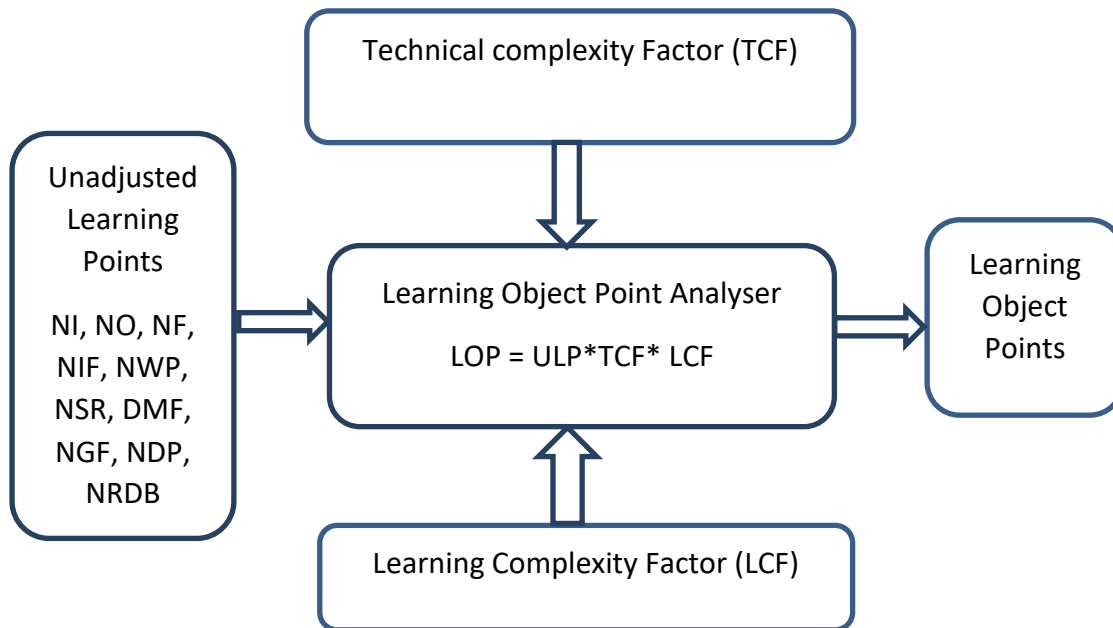 Technical complexity Factor (TCF)
Unadjusted
Learning
Points
NI, NO, NF,
NIF, NWP,
NSR, DMF,
NGF, NDP,
NRDB
Learning Object Point Analyser
LOP = ULP*TCF* LCF
Learning
Object
Points
Learning Complexity Factor (LCF)